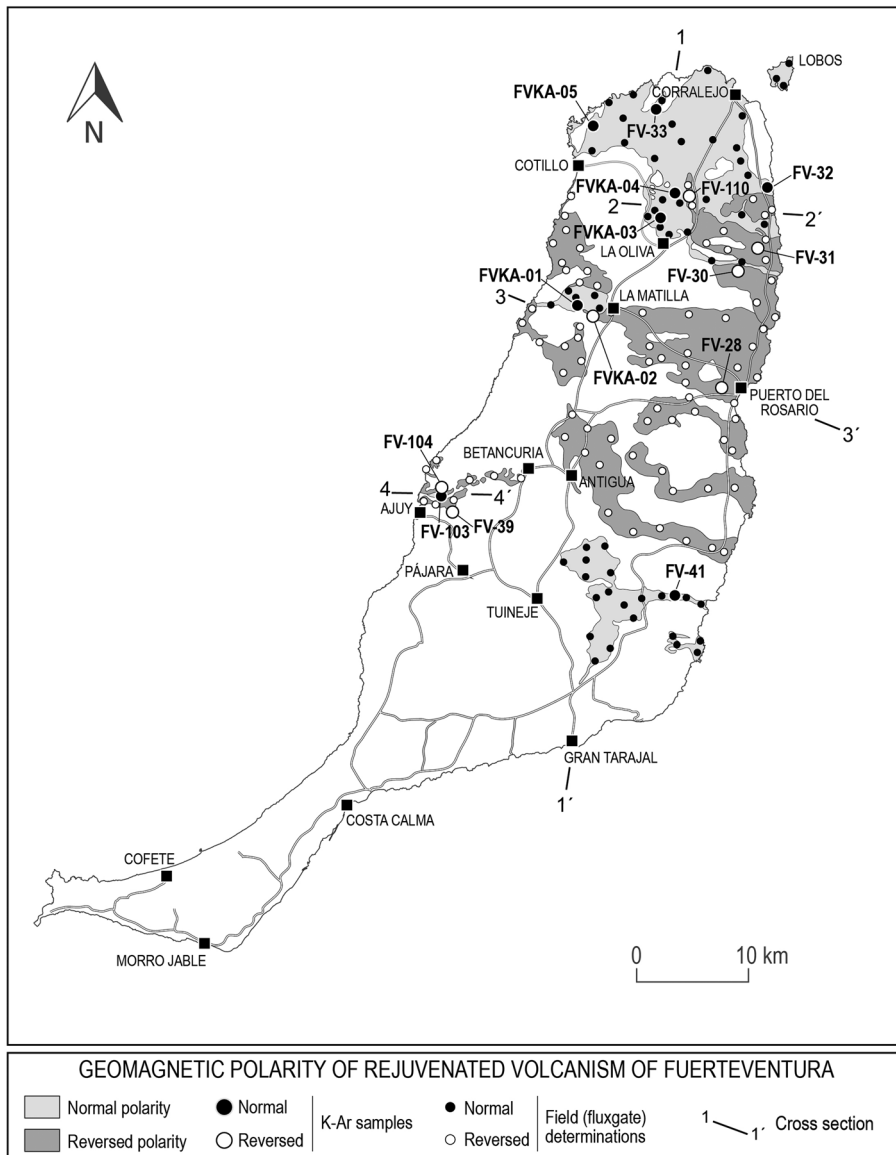 1
LOBOS
N
FVKA-05
CORRALEJO
FV-33
COTILLO
FVKA-04
FV-110
FV-32
2
2´
FVKA-03
LA OLIVA
FV-31
FVKA-01
FV-30
3
LA MATILLA
FV-28
FVKA-02
PUERTO DEL
ROSARIO
3´
FV-104
BETANCURIA
4
4´
ANTIGUA
AJUY
FV-103
FV-39
PÁJARA
FV-41
TUINEJE
GRAN TARAJAL
1´
COSTA CALMA
COFETE
MORRO JABLE
0 10 km
GEOMAGNETIC POLARITY OF REJUVENATED VOLCANISM OF FUERTEVENTURA
Normal polarity
Reversed polarity
Normal
Reversed
K-Ar samples
Normal
Reversed
Field (fluxgate)
determinations
1
1´
Cross section